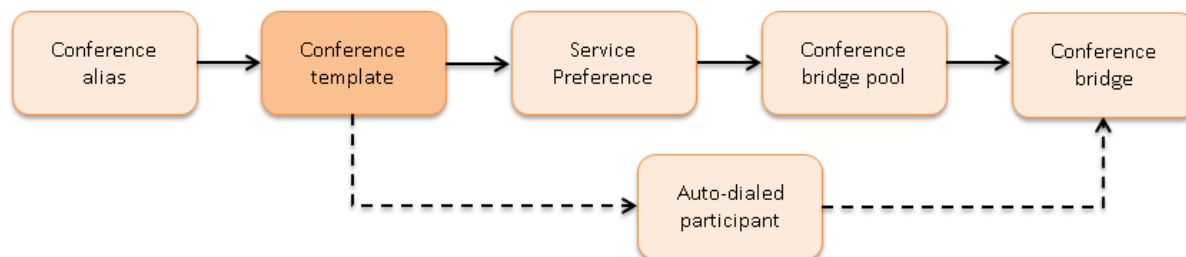 Conference
alias
Conference
template
Service
Preference
Conference
bridge pool
Conference
bridge
Auto-dialed
participant